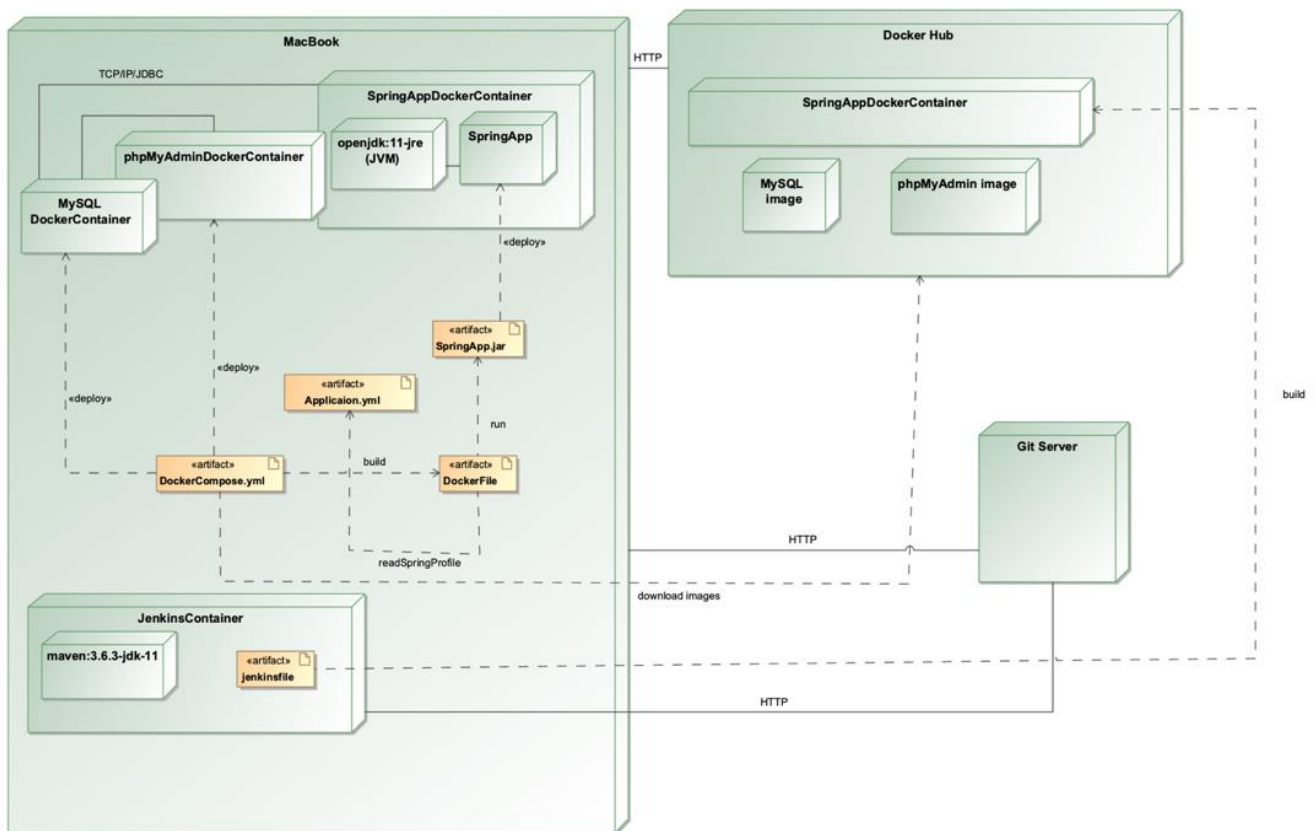 MacBook
TCP/IP/JDBC
SpringAppDockerContainer
openjdk:11-jre
(JVM)
SpringApp
phpMyAdminDockerContainer
MySQL
DockerContainer
«deploy»
«artifact»
SpringApp.jar
«deploy»
«artifact»
Applicaion.yml
«deploy»
run
«artifact»
DockerCompose.yml
build
«artifact»
DockerFile
readSpringProfile
JenkinsContainer
maven:3.6.3-jdk-11
«artifact»
jenkinsfile
HTTP
Docker Hub
SpringAppDockerContainer
MySQL
image
phpMyAdmin image
build
Git Server
HTTP
download images
HTTP